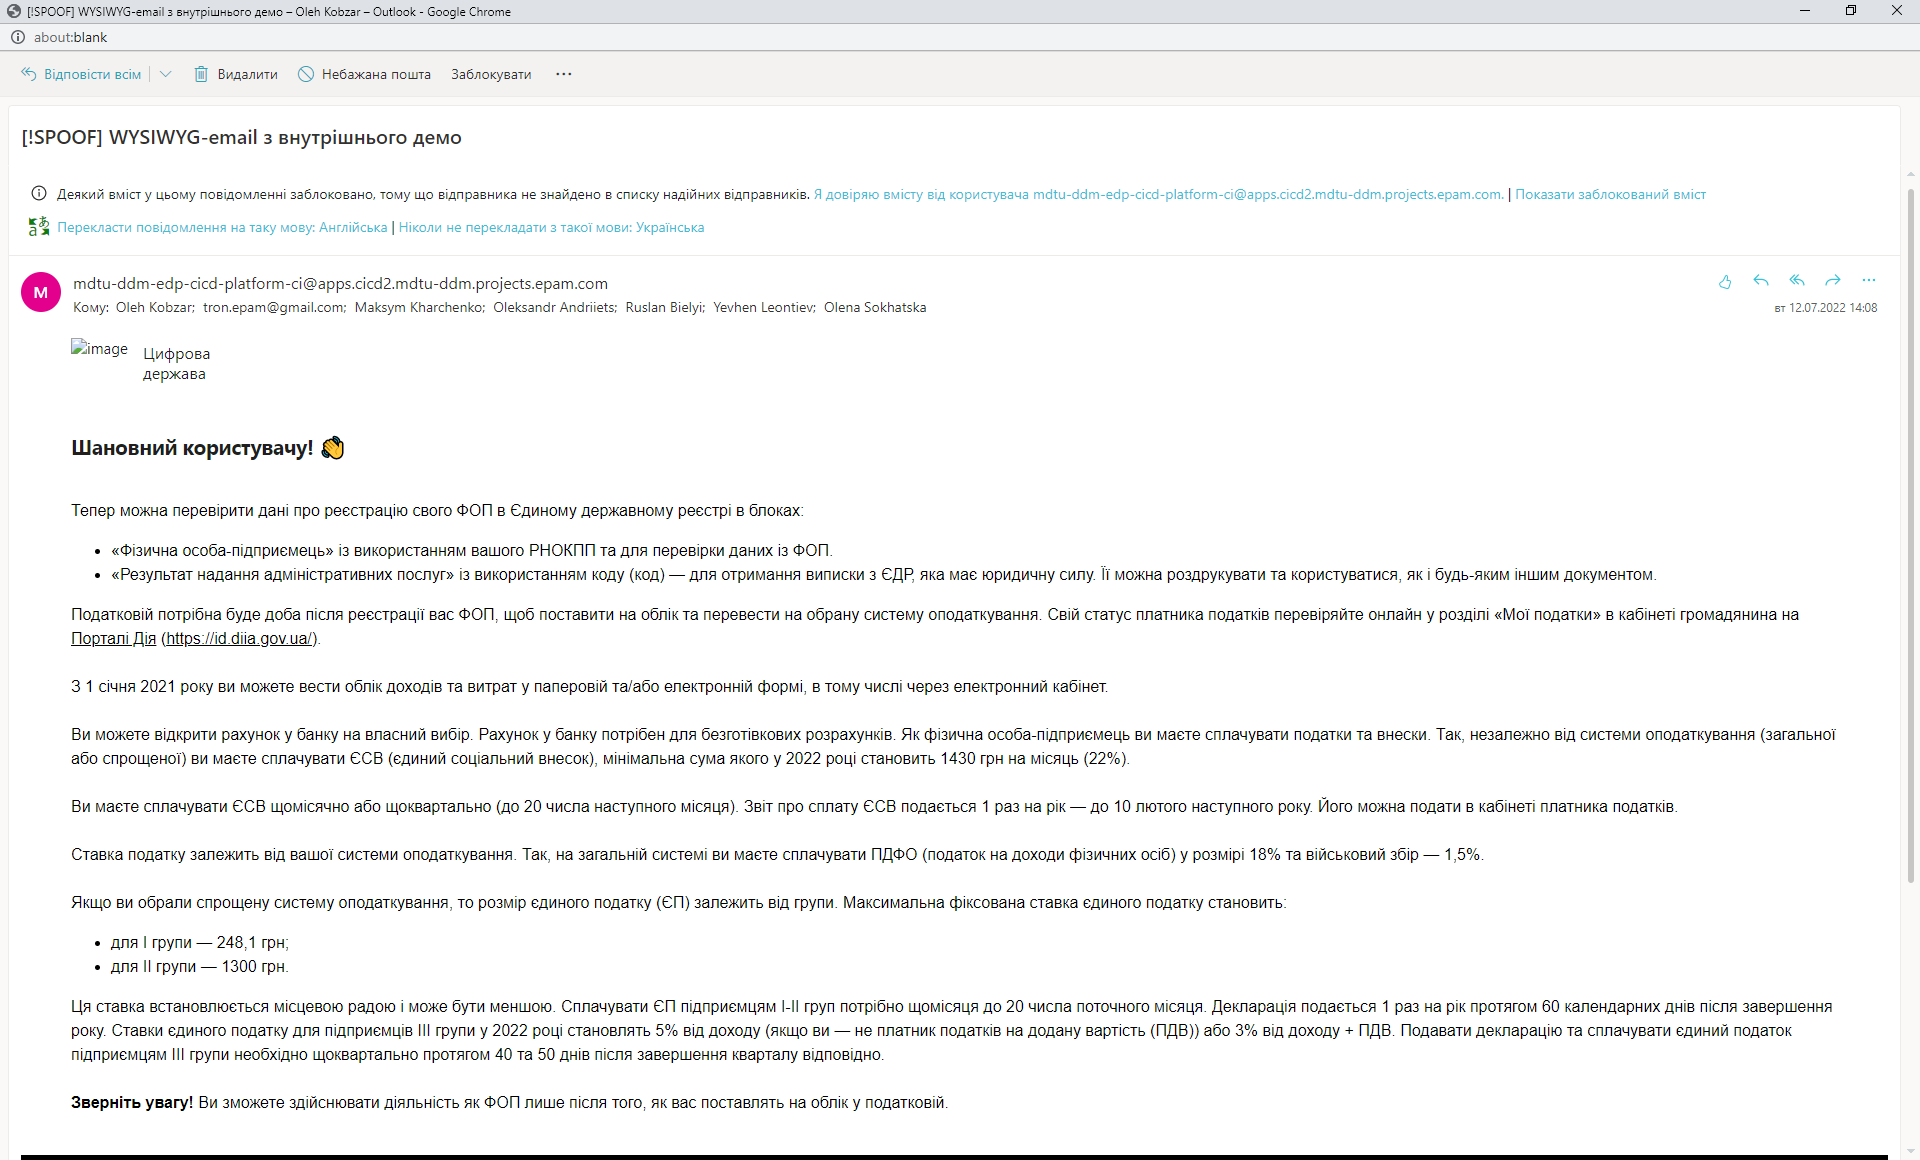 [!SPOOF] WYSIWYG-email з внутрішнього демо – Oleh Kobzar – Outlook - Google Chrome
about:blank
Відповісти всім Видалити Небажана пошта Заблокувати ...
[!SPOOF] WYSIWYG-email з внутрішнього демо
Деякий вміст у цьому повідомленні заблоковано, тому що відправника не знайдено в списку надійних відправників. Я довіряю вмісту від користувача mdtu-ddm-edp-cicd-platform-ci@apps.cicd2.mdtu-ddm.projects.epam.com. | Показати заблокований вміст
Перекласти повідомлення на таку мову: Англійська | Ніколи не перекладати з такої мови: Українська
M
mdtu-ddm-edp-cicd-platform-ci@apps.cicd2.mdtu-ddm.projects.epam.com
Кому: Oleh Kobzar; tron.epam@gmail.com; Maksym Kharchenko; Oleksandr Andriiets; Ruslan Bielyi; Yevhen Leontiev; Olena Sokhatska
вт 12.07.2022 14:08
image
Цифрова
держава
Шановний користувачу! 👏
Тепер можна перевірити дані про реєстрацію свого ФОП в Єдиному державному реєстрі в блоках:
• «Фізична особа-підприємець» із використанням вашого РНОКПП та для перевірки даних із ФОП.
• «Результат надання адміністративних послуг» із використанням коду (код) — для отримання виписки з ЄДР, яка має юридичну силу. Її можна роздрукувати та користуватися, як і будь-яким іншим документом.
Податковій потрібна буде доба після реєстрації вас ФОП, щоб поставити на облік та перевести на обрану систему оподаткування. Свій статус платника податків перевіряйте онлайн у розділі «Мої податки» в кабінеті громадянина на
Порталі Дія (https://id.diia.gov.ua/).
З 1 січня 2021 року ви можете вести облік доходів та витрат у паперовій та/або електронній формі, в тому числі через електронний кабінет.
Ви можете відкрити рахунок у банку на власний вибір. Рахунок у банку потрібен для безготівкових розрахунків. Як фізична особа-підприємець ви маєте сплачувати податки та внески. Так, незалежно від системи оподаткування (загальної
або спрощеної) ви маєте сплачувати ЄСВ (єдиний соціальний внесок), мінімальна сума якого у 2022 році становить 1430 грн на місяць (22%).
Ви маєте сплачувати ЄСВ щомісячно або щоквартально (до 20 числа наступного місяця). Звіт про сплату ЄСВ подається 1 раз на рік — до 10 лютого наступного року. Його можна подати в кабінеті платника податків.
Ставка податку залежить від вашої системи оподаткування. Так, на загальній системі ви маєте сплачувати ПДФО (податок на доходи фізичних осіб) у розмірі 18% та військовий збір — 1,5%.
Якщо ви обрали спрощену систему оподаткування, то розмір єдиного податку (ЄП) залежить від групи. Максимальна фіксована ставка єдиного податку становить:
• для І групи — 248,1 грн;
• для ІІ групи — 1300 грн.
Ця ставка встановлюється місцевою радою і може бути меншою. Сплачувати ЄП підприємцям І-ІІ груп потрібно щомісяця до 20 числа поточного місяця. Декларація подається 1 раз на рік протягом 60 календарних днів після завершення
року. Ставки єдиного податку для підприємців ІІІ групи у 2022 році становлять 5% від доходу (якщо ви — не платник податків на додану вартість (ПДВ)) або 3% від доходу + ПДВ. Подавати декларацію та сплачувати єдиний податок
підприємцям ІІІ групи необхідно щоквартально протягом 40 та 50 днів після завершення кварталу відповідно.
Зверніть увагу! Ви зможете здійснювати діяльність як ФОП лише після того, як вас поставлять на облік у податковій.